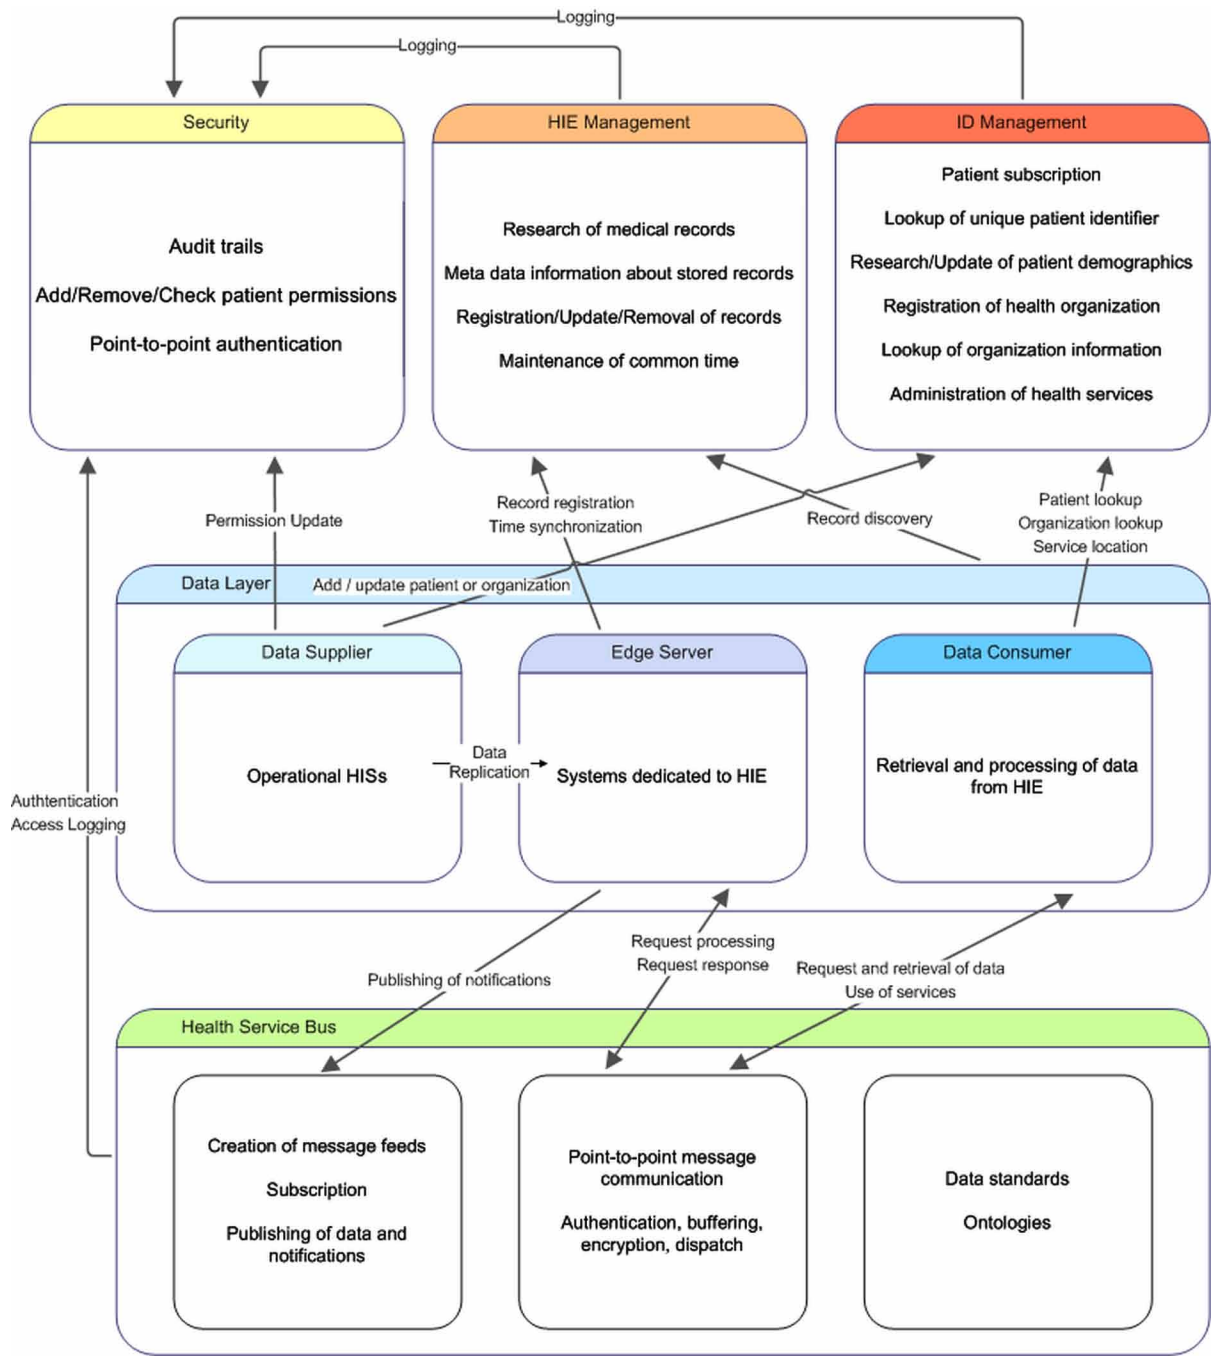 Logging
Logging
Security
HIE Management
ID Management
Audit trails
Add/Remove/Check patient permissions
Point-to-point authentication
Research of medical records
Meta data information about stored records
Registration/Update/Removal of records
Maintenance of common time
Patient subscription
Lookup of unique patient identifier
Research/Update of patient demographics
Registration of health organization
Lookup of organization information
Administration of health services
Permission Update
Record registration
Time synchronization
Record discovery
Patient lookup
Organization lookup
Service location
Data Layer
Add / update patient or organization
Data Supplier
Edge Server
Data Consumer
Operational HISs
Data
Replication
Systems dedicated to HIE
Retrieval and processing of data
from HIE
Authtentication
Access Logging
Publishing of notifications
Request processing
Request response
Request and retrieval of data
Use of services
Health Service Bus
Creation of message feeds
Subscription
Publishing of data and
notifications
Point-to-point message
communication
Authentication, buffering,
encryption, dispatch
Data standards
Ontologies